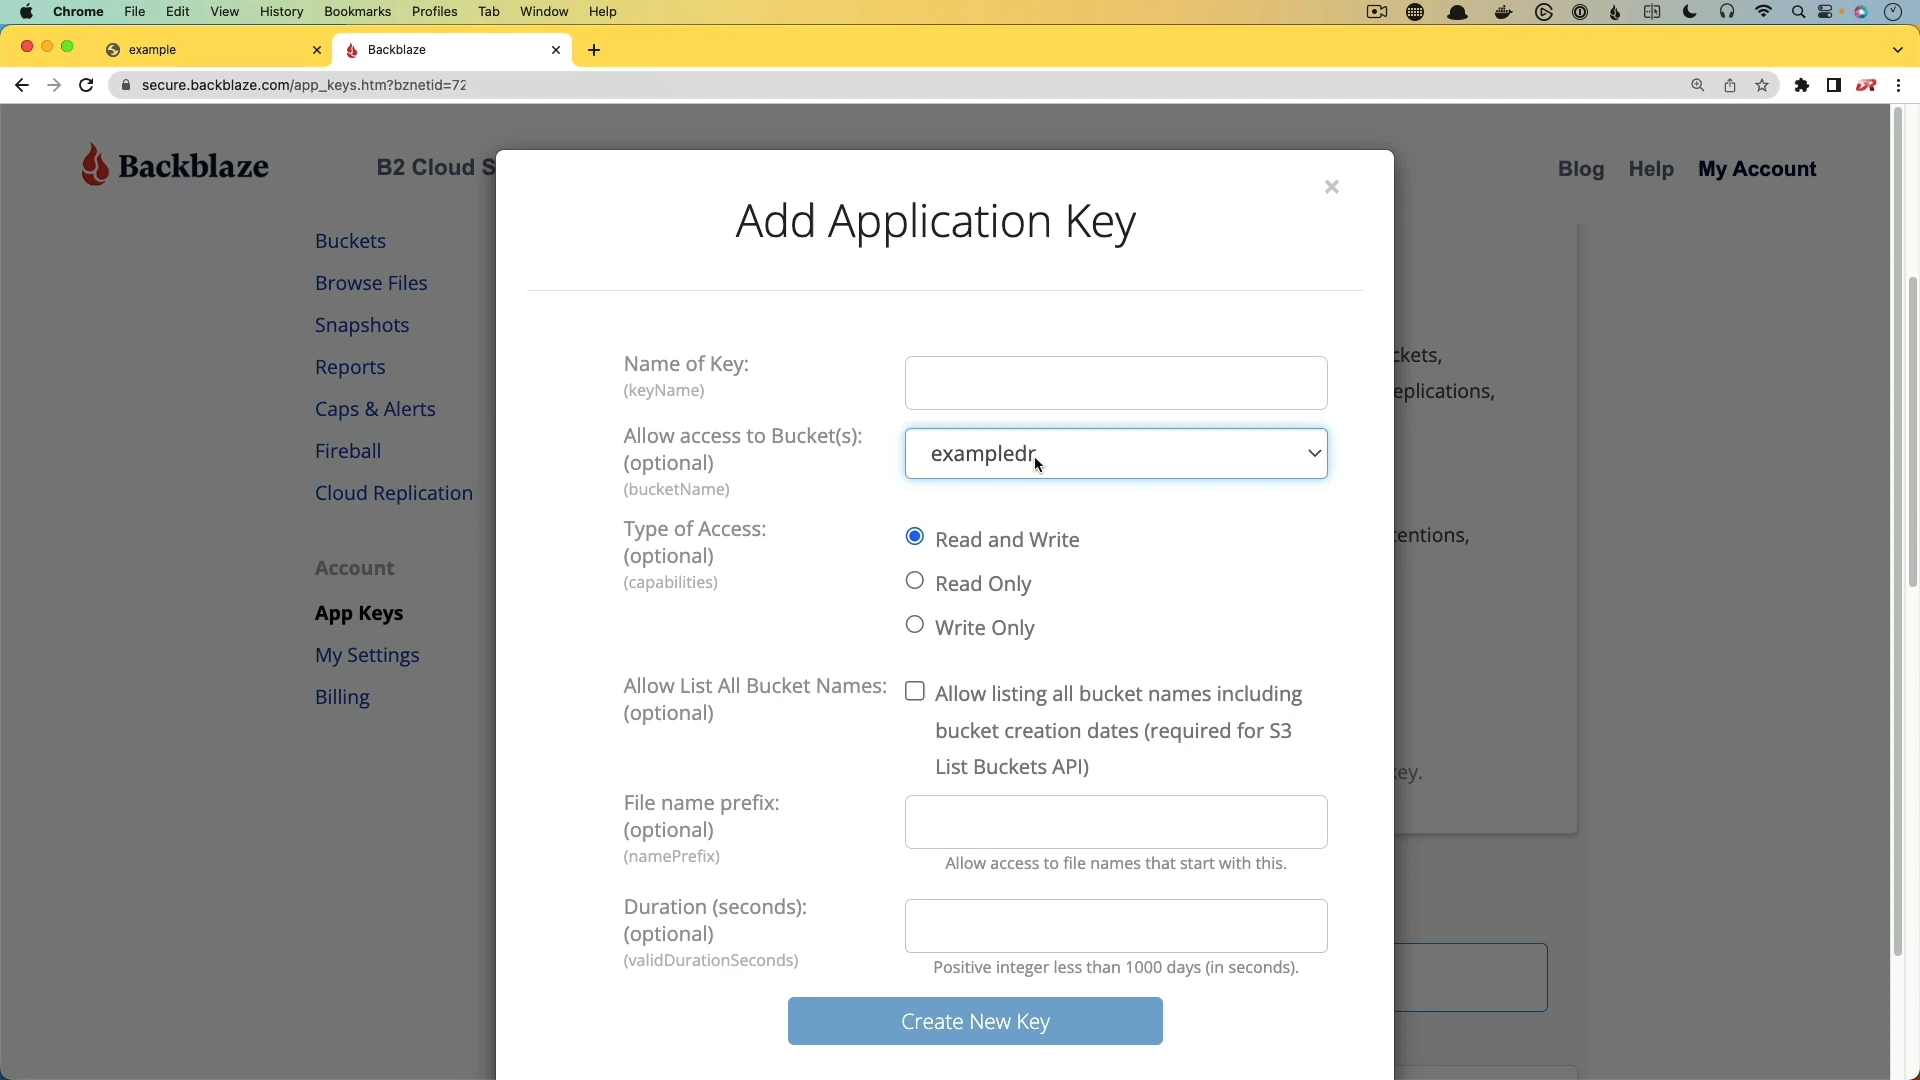 Chrome File Edit View History Bookmarks Profiles Tab Window Help
example
Backblaze
secure.backblaze.com/app_keys.htm?bznetid=72
Backblaze
B2 Cloud S
Blog Help My Account
Buckets
Browse Files
Snapshots
Reports
Caps & Alerts
Fireball
Cloud Replication
Account
App Keys
My Settings
Billing
Add Application Key
Name of Key:
(keyName)
Allow access to Bucket(s):
(optional)
(bucketName)
exampledr
Type of Access:
(optional)
(capabilities)
Read and Write
Read Only
Write Only
Allow List All Bucket Names:
(optional)
Allow listing all bucket names including
bucket creation dates (required for S3
List Buckets API)
File name prefix:
(optional)
(namePrefix)
Allow access to file names that start with this.
Duration (seconds):
(optional)
(validDurationSeconds)
Positive integer less than 1000 days (in seconds).
Create New Key
ckets,
eplications,
tentions,
key.